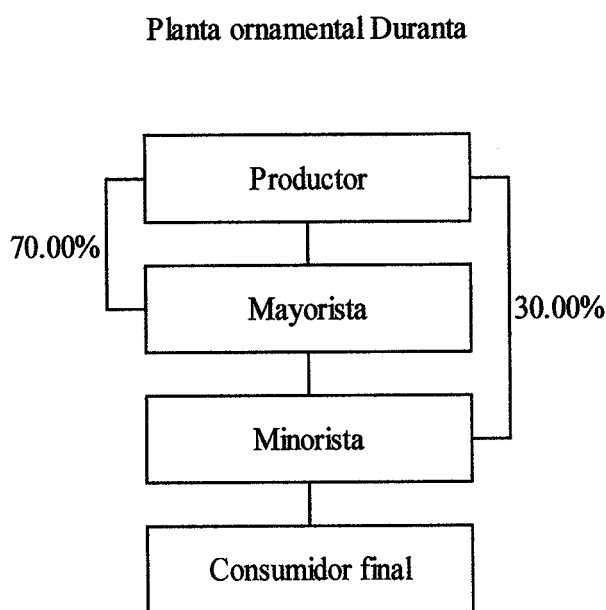 Planta ornamental Duranta
Productor
70.00%
Mayorista
30.00%
Minorista
Consumidor final